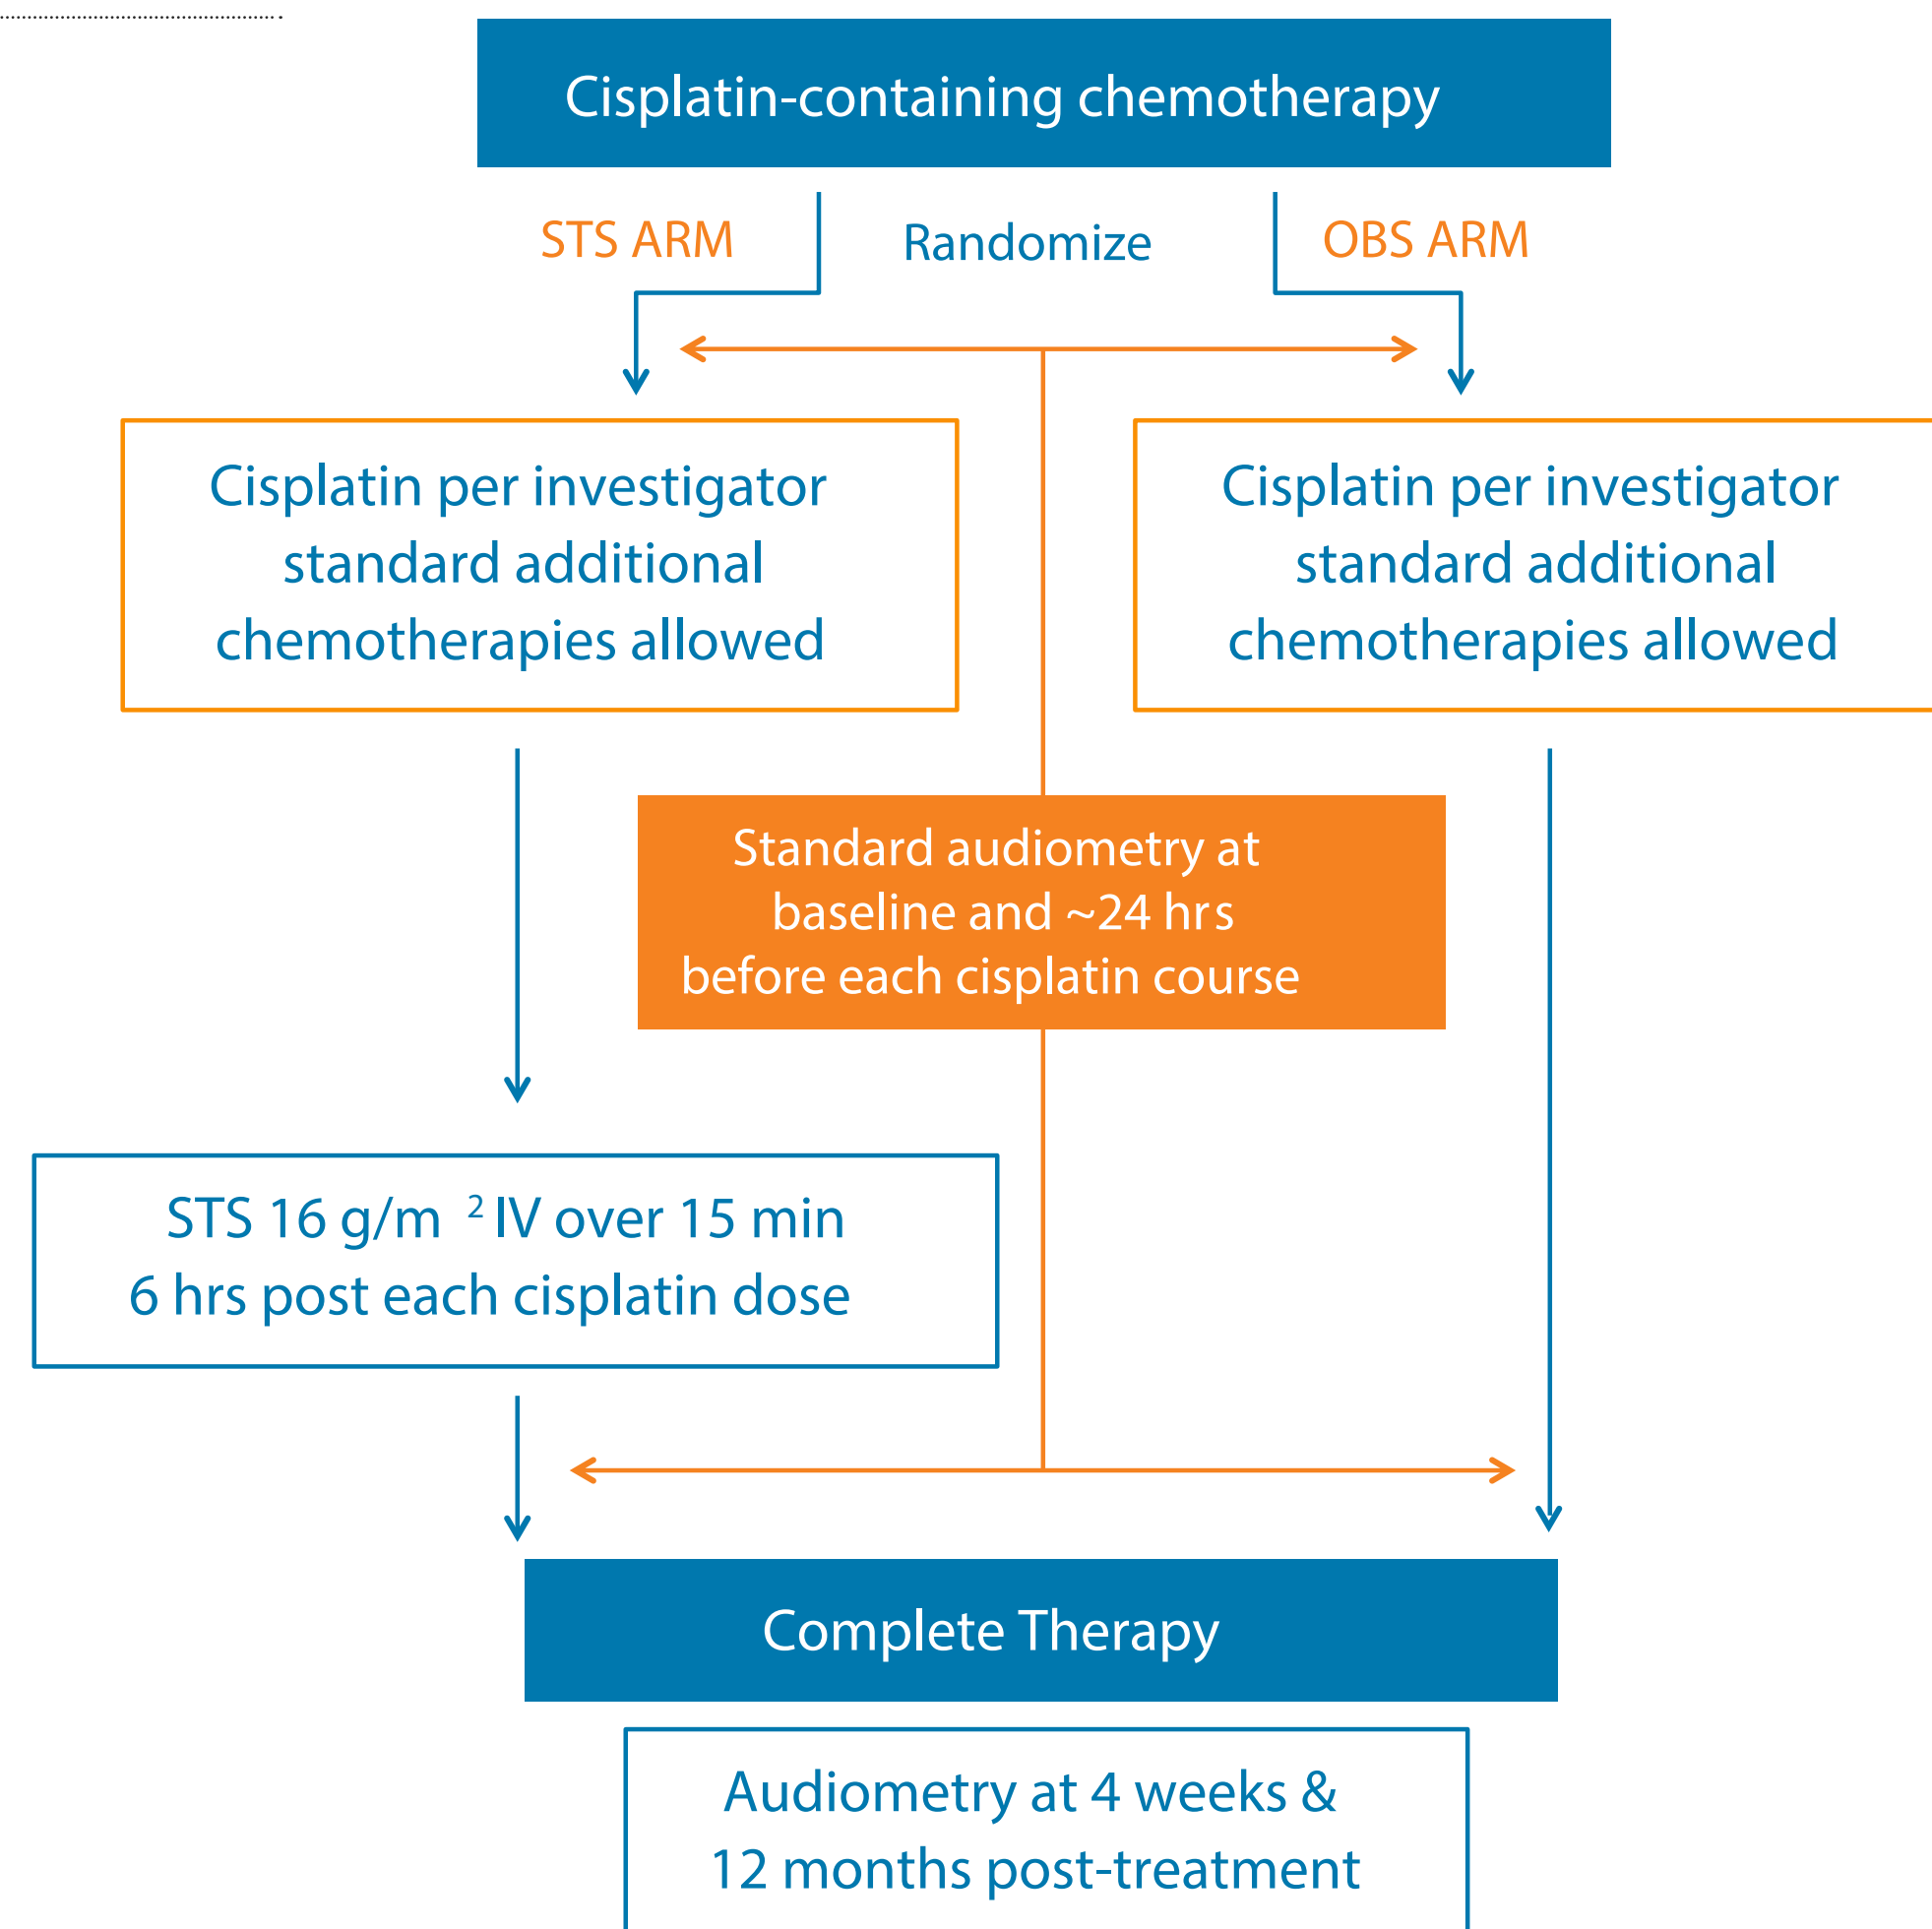 Cisplatin-containing chemotherapy
STS ARM
Randomize
OBS ARM
Cisplatin per investigator
standard additional
chemotherapies allowed
Cisplatin per investigator
standard additional
chemotherapies allowed
Standard audiometry at
baseline and ~24 hrs
before each cisplatin course
STS 16 g/m ² IV over 15 min
6 hrs post each cisplatin dose
Complete Therapy
Audiometry at 4 weeks &
12 months post-treatment